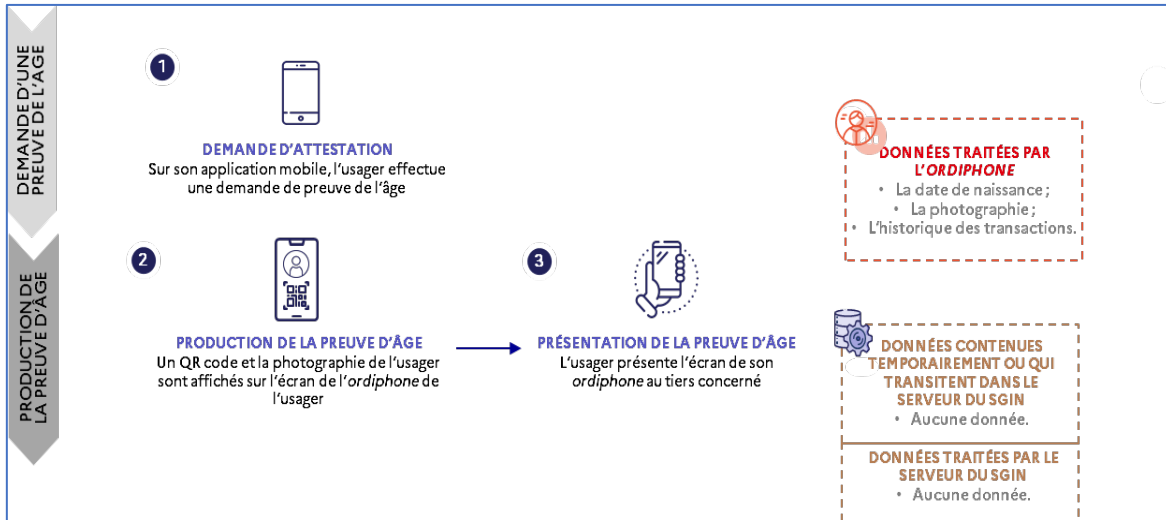 DEMANDE D'UNE
PREUVE DE L'AGE
1
DEMANDE D'ATTESTATION
Sur son application mobile, l'usager effectue
une demande de preuve de l'âge
DONNÉES TRAITÉES PAR
L'ORDIPHONE
• La date de naissance ;
• La photographie ;
• L'historique des transactions.
PRODUCTION DE
LA PREUVE D'ÂGE
2
PRODUCTION DE LA PREUVE D'ÂGE
Un QR code et la photographie de l'usager
sont affichés sur l'écran de l'ordiphone de
l'usager
3
PRÉSENTATION DE LA PREUVE D'ÂGE
L'usager présente l'écran de son
ordiphone au tiers concerné
DONNÉES CONTENUES
TEMPORAIREMENT OU QUI
TRANSITENT DANS LE
SERVEUR DU SGIN
• Aucune donnée.
DONNÉES TRAITÉES PAR LE
SERVEUR DU SGIN
• Aucune donnée.